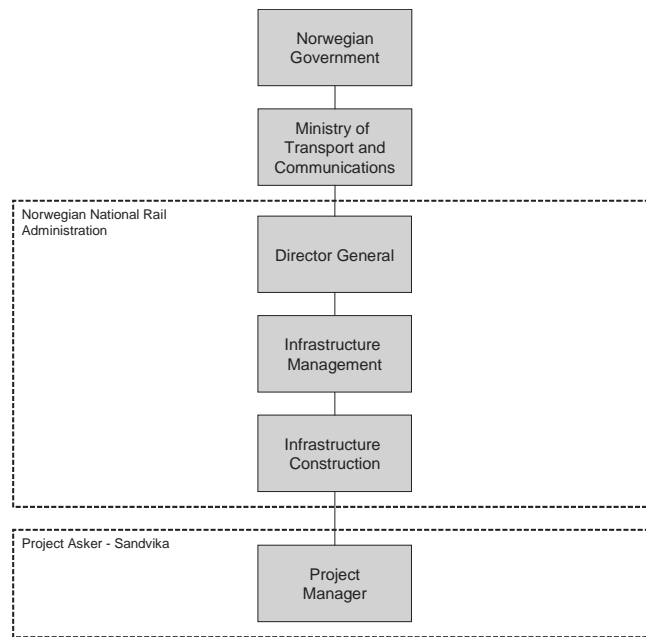 Norwegian
Government
Ministry of
Transport and
Communications
Norwegian National Rail
Administration
Director General
Infrastructure
Management
Infrastructure
Construction
Project Asker - Sandvika
Project
Manager